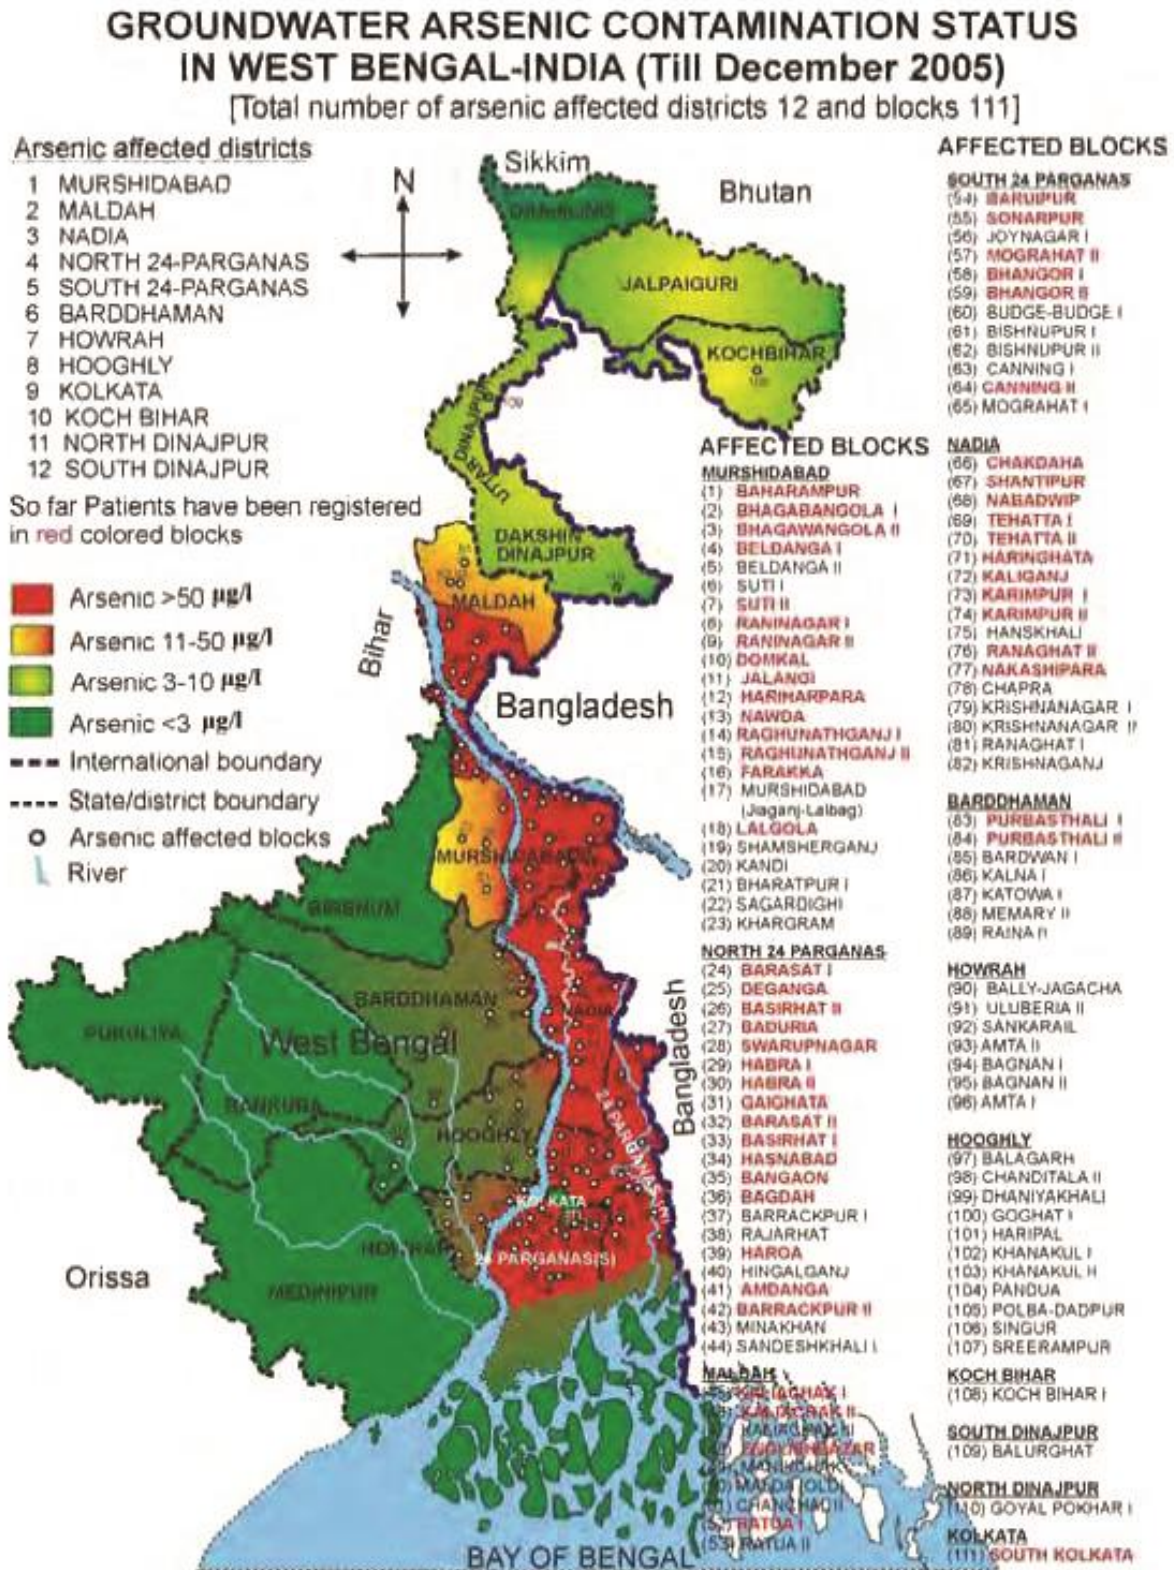 GROUNDWATER ARSENIC CONTAMINATION STATUS
IN WEST BENGAL-INDIA (Till December 2005)
[Total number of arsenic affected districts 12 and blocks 111]
Arsenic affected districts
1 MURSHIDABAD
2 MALDAH
3 NADIA
4 NORTH 24-PARGANAS
5 SOUTH 24-PARGANAS
6 BARDDHAMAN
7 HOWRAH
8 HOOGHLY
9 KOLKATA
10 KOCH BIHAR
11 NORTH DINAJPUR
12 SOUTH DINAJPUR
So far Patients have been registered
in red colored blocks
Arsenic >50 µg/l
Arsenic 11-50 µg/l
Arsenic 3-10 µg/l
Arsenic <3 µg/l
International boundary
State/district boundary
Arsenic affected blocks
River
N
Sikkim
Bhutan
JALPAIGURI
KOCHBIHAR
UTTAR DINAJPUR
DAKSHIN
DINAJPUR
MALDAH
Bihar
Bangladesh
MURSHIDABAD
BIRBHUM
BARDDHAMAN
NADIA
PURULIYA
West Bengal
BANKURA
HOOGHLY
24 PARGANAS(N)
Bangladesh
KOLKATA
HOWRAH
24 PARGANAS(S)
Orissa
MEDINIPUR
BAY OF BENGAL
AFFECTED BLOCKS
MURSHIDABAD
(1) BAHARAMPUR
(2) BHAGABANGOLA I
(3) BHAGAWANGOLA II
(4) BELDANGA I
(5) BELDANGA II
(6) SUTI I
(7) SUTI II
(8) RANINAGAR I
(9) RANINAGAR II
(10) DOMKAL
(11) JALANGI
(12) HARIHARPARA
(13) NAWDA
(14) RAGHUNATHGANJ I
(15) RAGHUNATHGANJ II
(16) FARAKKA
(17) MURSHIDABAD
(Jiaganj-Lalbag)
(18) LALGOLA
(19) SHAMSHERGANJ
(20) KANDI
(21) BHARATPUR I
(22) SAGARDIGHI
(23) KHARGRAM
NORTH 24 PARGANAS
(24) BARASAT I
(25) DEGANGA
(26) BASIRHAT II
(27) BADURIA
(28) SWARUPNAGAR
(29) HABRA I
(30) HABRA II
(31) GAIGHATA
(32) BARASAT II
(33) BASIRHAT I
(34) HASNABAD
(35) BANGAON
(36) BAGDAH
(37) BARRACKPUR I
(38) RAJARHAT
(39) HAROA
(40) HINGALGANJ
(41) AMDANGA
(42) BARRACKPUR II
(43) MINAKHAN
(44) SANDESHKHALI I
MALDAH
KALIACHAK I
KALIACHAK II
ENGLISHBAZAR
MALDA (OLD)
CHANCHAL II
(52) RATUA I
(53) RATUA II
AFFECTED BLOCKS
SOUTH 24 PARGANAS
(54) BARUIPUR
(55) SONARPUR
(56) JOYNAGAR I
(57) MOGRAHAT II
(58) BHANGOR I
(59) BHANGOR II
(60) BUDGE-BUDGE I
(61) BISHNUPUR I
(62) BISHNUPUR II
(63) CANNING I
(64) CANNING II
(65) MOGRAHAT I
NADIA
(66) CHAKDAHA
(67) SHANTIPUR
(68) NABADWIP
(69) TEHATTA I
(70) TEHATTA II
(71) HARINGHATA
(72) KALIGANJ
(73) KARIMPUR I
(74) KARIMPUR II
(75) HANSKHALI
(76) RANAGHAT II
(77) NAKASHIPARA
(78) CHAPRA
(79) KRISHNANAGAR I
(80) KRISHNANAGAR II
(81) RANAGHAT I
(82) KRISHNAGANJ
BARDDHAMAN
(83) PURBASTHALI I
(84) PURBASTHALI II
(85) BARDWAN I
(86) KALNA I
(87) KATOWA I
(88) MEMARY II
(89) RAINA II
HOWRAH
(90) BALLY-JAGACHA
(91) ULUBERIA II
(92) SANKARAIL
(93) AMTA II
(94) BAGNAN I
(95) BAGNAN II
(96) AMTA I
HOOGHLY
(97) BALAGARH
(98) CHANDITALA II
(99) DHANIYAKHALI
(100) GOGHAT I
(101) HARIPAL
(102) KHANAKUL I
(103) KHANAKUL II
(104) PANDUA
(105) POLBA-DADPUR
(106) SINGUR
(107) SREERAMPUR
KOCH BIHAR
(108) KOCH BIHAR I
SOUTH DINAJPUR
(109) BALURGHAT
NORTH DINAJPUR
(110) GOYAL POKHAR I
KOLKATA
(111) SOUTH KOLKATA